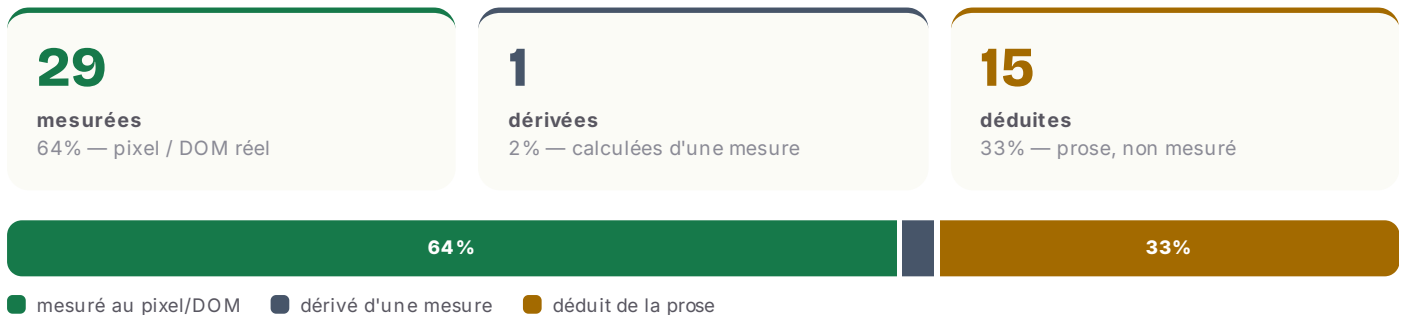 29
mesurées
64% — pixel / DOM réel
1
dérivées
2% — calculées d'une mesure
15
déduites
33% — prose, non mesuré
64%
33%
mesuré au pixel/DOM
dérivé d'une mesure
déduit de la prose